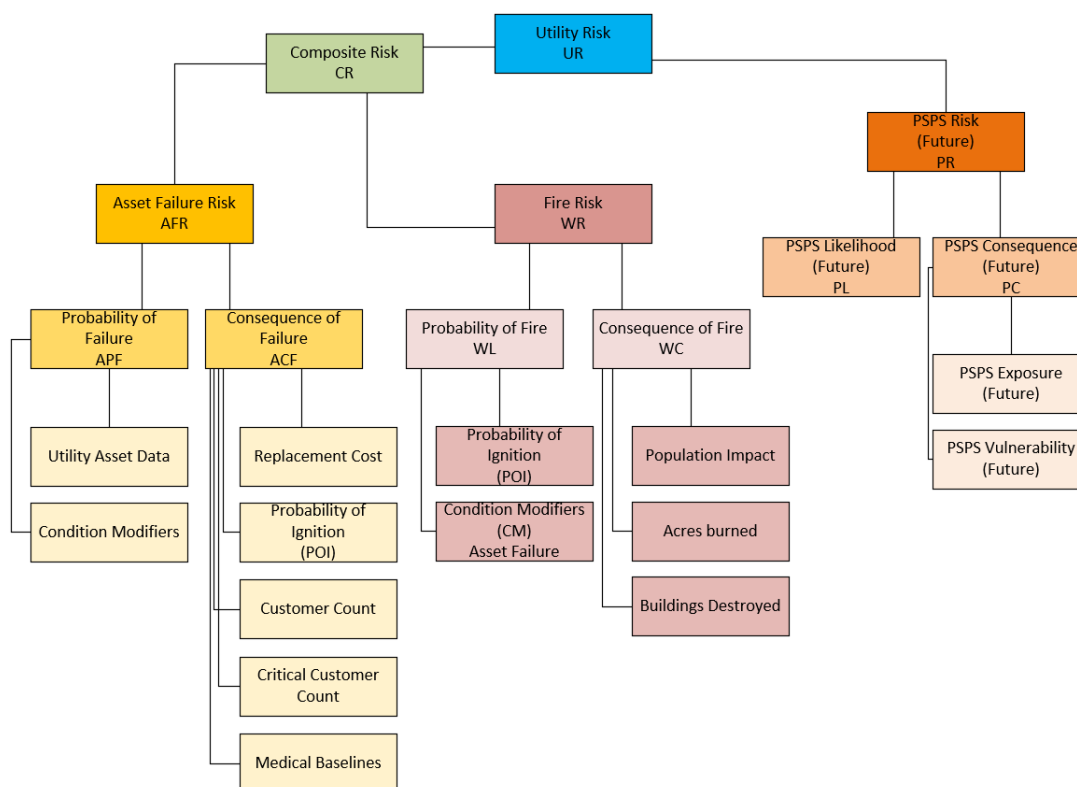 Utility Risk
UR
Composite Risk
CR
PSPS Risk
(Future)
PR
Asset Failure Risk
AFR
Fire Risk
WR
PSPS Likelihood
(Future)
PL
PSPS Consequence
(Future)
PC
Probability of
Failure
APF
Consequence of
Failure
ACF
Probability of Fire
WL
Consequence of Fire
WC
PSPS Exposure
(Future)
PSPS Vulnerability
(Future)
Utility Asset Data
Condition Modifiers
Replacement Cost
Probability of
Ignition
(POI)
Customer Count
Critical Customer
Count
Medical Baselines
Probability of
Ignition
(POI)
Condition Modifiers
(CM)
Asset Failure
Population Impact
Acres burned
Buildings Destroyed